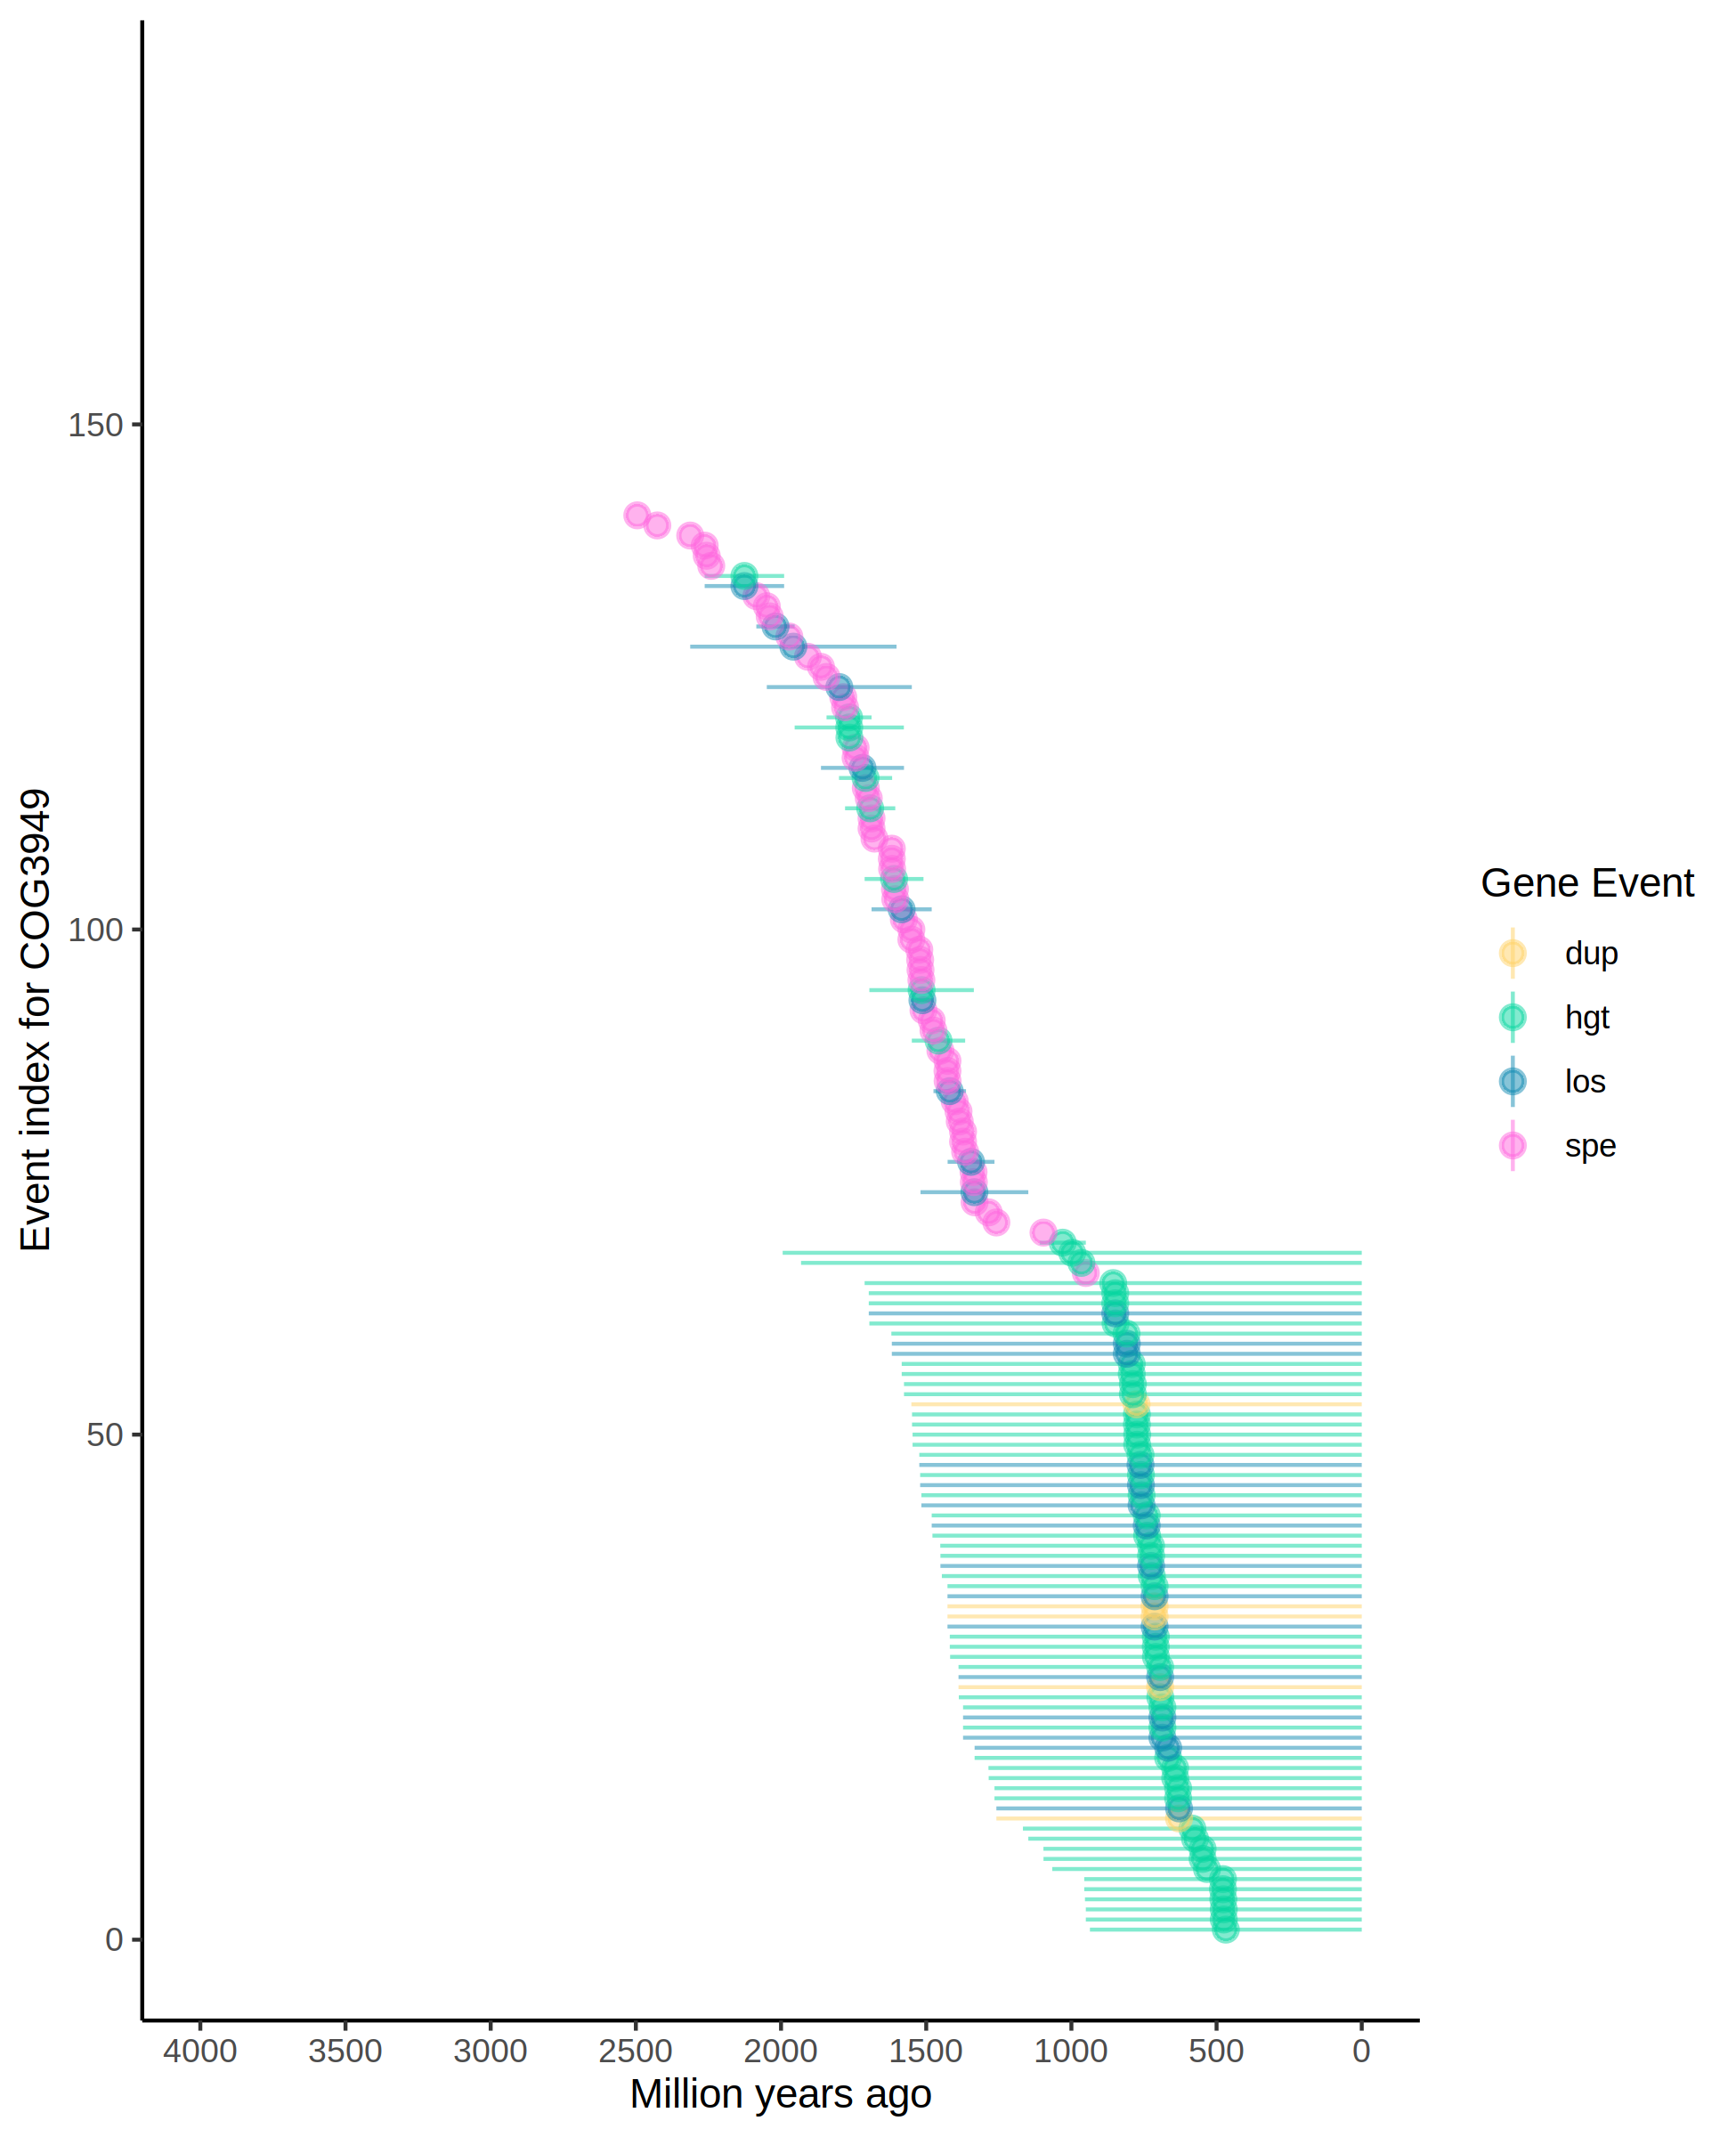 Event index for COG3949
150
100
50
0
4000 3500 3000 2500 2000 1500 1000 500 0
Million years ago
Gene Event
dup
hgt
los
spe